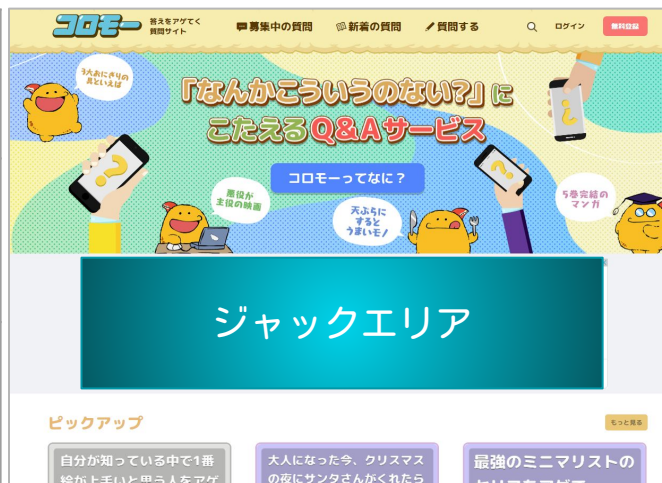 コロモー
答えをアゲてく
質問サイト
募集中の質問
新着の質問
質問する
ログイン
無料登録
3大おにぎりの
具といえば
「なんかこういうのない?」に
こたえるQ&Aサービス
コロモーってなに?
悪役が
主役の映画
天ぷらに
すると
うまいモノ
5巻完結の
マンガ
ジャックエリア
ピックアップ
もっと見る
自分が知っている中で1番
絵が上手いと思う人をアゲ
大人になった今、クリスマス
の夜にサンタさんがくれたら
最強のミニマリストの